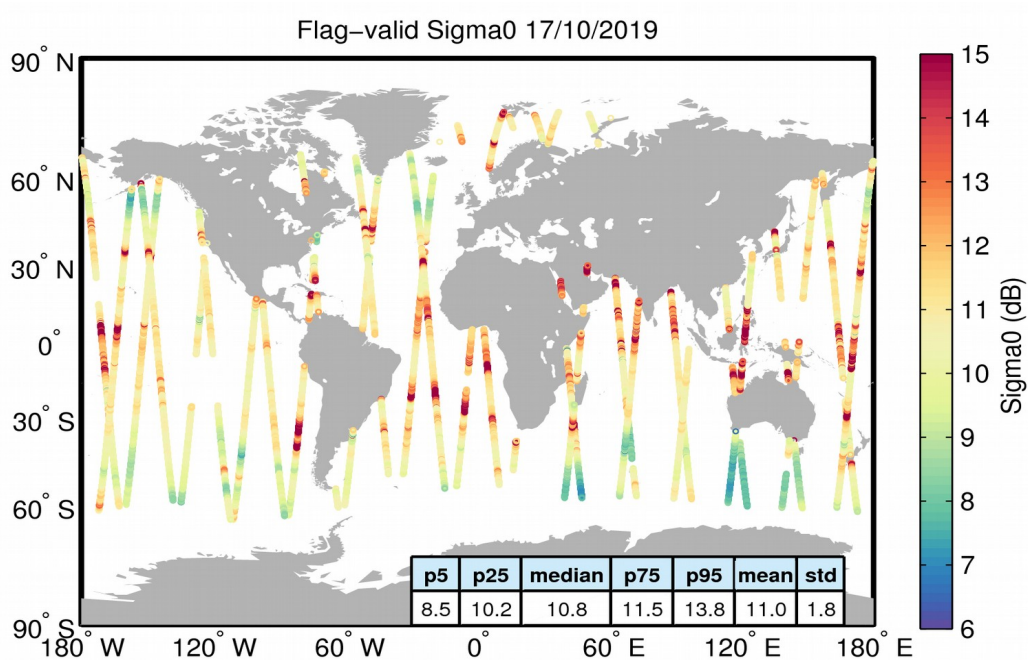 Flag−valid Sigma0 17/10/2019
90° N
60° N
30° N
0°
30° S
60° S
90° S
180° W
120° W
60° W
0°
60° E
120° E
180° E
p5 p25 median p75 p95 mean std
8.5 10.2 10.8 11.5 13.8 11.0 1.8
15
14
13
12
11
10
9
8
7
6
Sigma0 (dB)